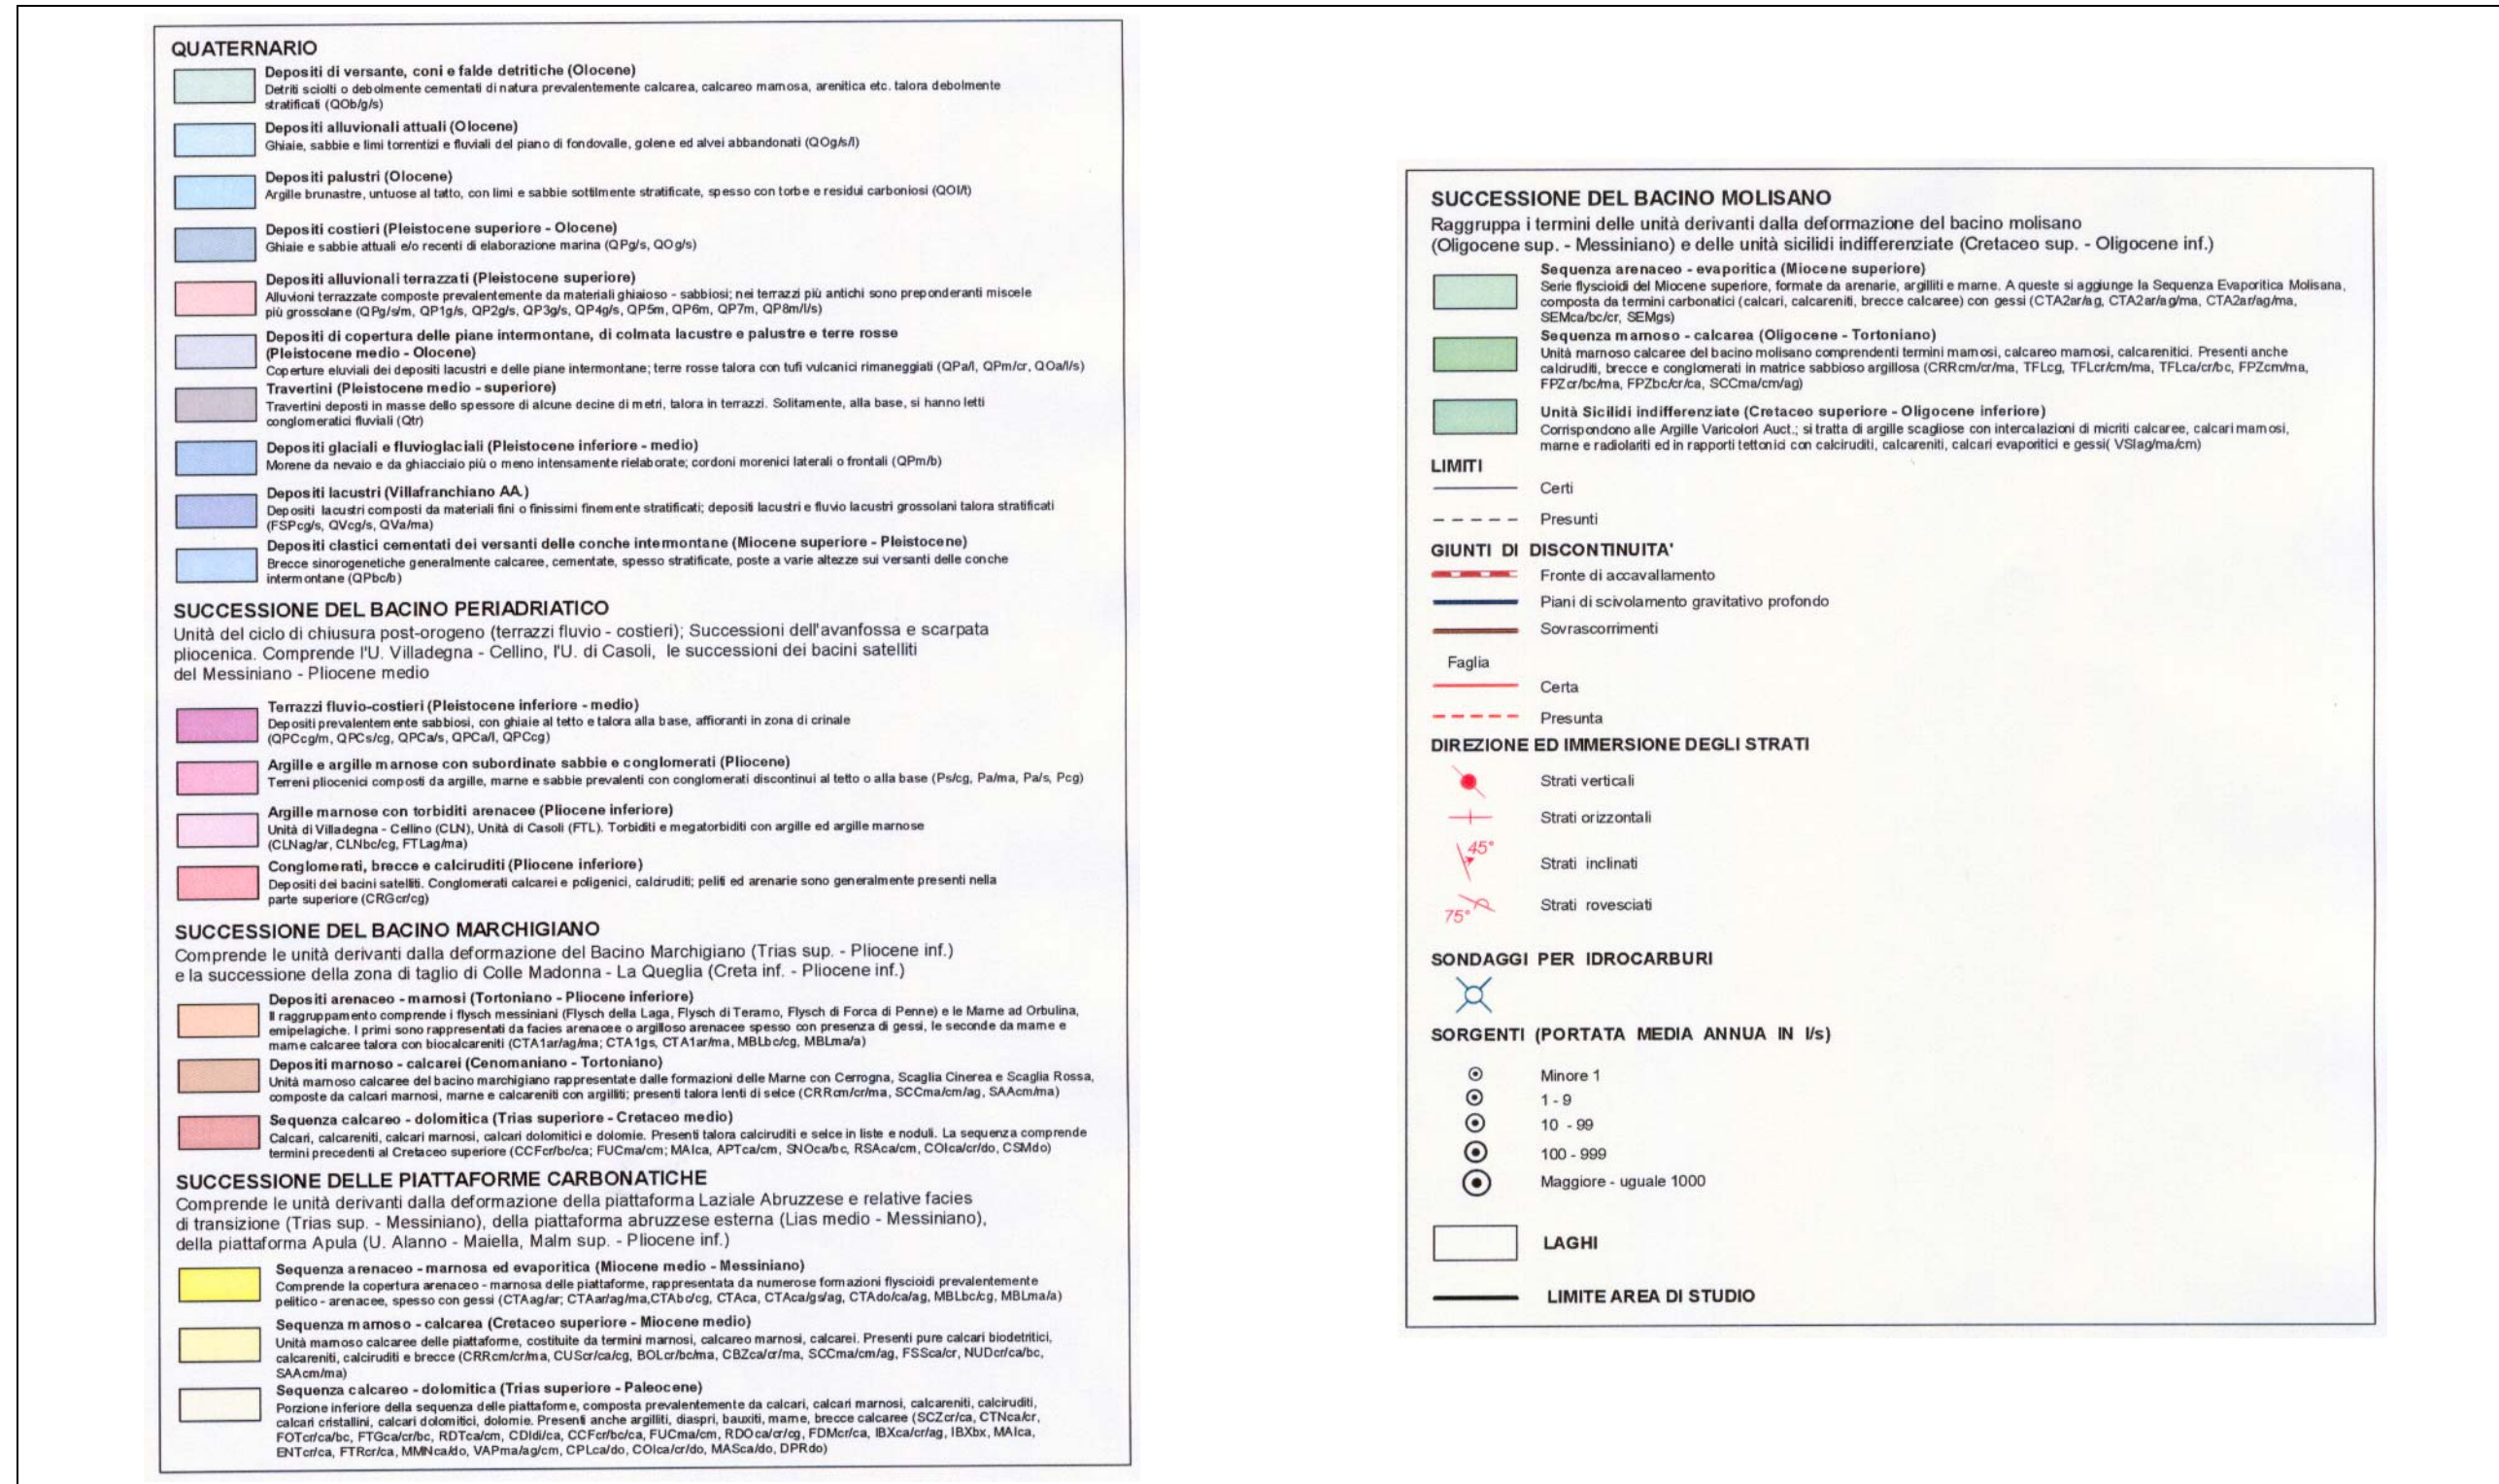 QUATERNARIO
Depositi di versante, coni e falde detritiche (Olocene)
Detriti sciolti o debolmente cementati di natura prevalentemente calcarea, calcareo marnosa, arenitica etc. talora debolmente
stratificati (QOb/g/s)
Depositi alluvionali attuali (Olocene)
Ghiaie, sabbie e limi torrentizi e fluviali del piano di fondovalle, golene ed alvei abbandonati (QOg/s/l)
Depositi palustri (Olocene)
Argille brunastre, untuose al tatto, con limi e sabbie sottilmente stratificate, spesso con torbe e residui carboniosi (QOl/t)
Depositi costieri (Pleistocene superiore - Olocene)
Ghiaie e sabbie attuali e/o recenti di elaborazione marina (QPg/s, QOg/s)
Depositi alluvionali terrazzati (Pleistocene superiore)
Alluvioni terrazzate composte prevalentemente da materiali ghiaioso - sabbiosi; nei terrazzi più antichi sono preponderanti miscele
più grossolane (QPg/s/m, QP1g/s, QP2g/s, QP3g/s, QP4g/s, QP5m, QP6m, QP7m, QP8m/l/s)
Depositi di copertura delle piane intermontane, di colmata lacustre e palustre e terre rosse
(Pleistocene medio - Olocene)
Coperture eluviali dei depositi lacustri e delle piane intermontane; terre rosse talora con tufi vulcanici rimaneggiati (QPa/l, QPm/cr, QOa/l/s)
Travertini (Pleistocene medio - superiore)
Travertini deposti in masse dello spessore di alcune decine di metri, talora in terrazzi. Solitamente, alla base, si hanno letti
conglomeratici fluviali (Qtr)
Depositi glaciali e fluvioglaciali (Pleistocene inferiore - medio)
Morene da nevaio e da ghiacciaio più o meno intensamente rielaborate; cordoni morenici laterali o frontali (QPm/b)
Depositi lacustri (Villafranchiano AA.)
Depositi lacustri composti da materiali fini o finissimi finemente stratificati; depositi lacustri e fluvio lacustri grossolani talora stratificati
(FSPcg/s, QVcg/s, QVa/ma)
Depositi clastici cementati dei versanti delle conche intermontane (Miocene superiore - Pleistocene)
Brecce sinorogenetiche generalmente calcaree, cementate, spesso stratificate, poste a varie altezze sui versanti delle conche
intermontane (QPbc/b)
SUCCESSIONE DEL BACINO PERIADRIATICO
Unità del ciclo di chiusura post-orogeno (terrazzi fluvio - costieri); Successioni dell'avanfossa e scarpata
pliocenica. Comprende l'U. Villadegna - Cellino, l'U. di Casoli, le successioni dei bacini satelliti
del Messiniano - Pliocene medio
Terrazzi fluvio-costieri (Pleistocene inferiore - medio)
Depositi prevalentemente sabbiosi, con ghiaie al tetto e talora alla base, affioranti in zona di crinale
(QPCcg/m, QPCs/cg, QPCa/s, QPCa/l, QPCcg)
Argille e argille marnose con subordinate sabbie e conglomerati (Pliocene)
Terreni pliocenici composti da argille, marne e sabbie prevalenti con conglomerati discontinui al tetto o alla base (Ps/cg, Pa/ma, Pa/s, Pcg)
Argille marnose con torbiditi arenacee (Pliocene inferiore)
Unità di Villadegna - Cellino (CLN), Unità di Casoli (FTL). Torbiditi e megatorbiditi con argille ed argille marnose
(CLNag/ar, CLNbc/cg, FTLag/ma)
Conglomerati, brecce e calciruditi (Pliocene inferiore)
Depositi dei bacini satelliti. Conglomerati calcarei e poligenici, calciruditi; peliti ed arenarie sono generalmente presenti nella
parte superiore (CRGcr/cg)
SUCCESSIONE DEL BACINO MARCHIGIANO
Comprende le unità derivanti dalla deformazione del Bacino Marchigiano (Trias sup. - Pliocene inf.)
e la successione della zona di taglio di Colle Madonna - La Queglia (Creta inf. - Pliocene inf.)
Depositi arenaceo - marnosi (Tortoniano - Pliocene inferiore)
Il raggruppamento comprende i flysch messiniani (Flysch della Laga, Flysch di Teramo, Flysch di Forca di Penne) e le Marne ad Orbulina,
emipelagiche. I primi sono rappresentati da facies arenacee o argilloso arenacee spesso con presenza di gessi, le seconde da marne e
marne calcaree talora con biocalcareniti (CTA1ar/ag/ma; CTA1gs, CTA1ar/ma, MBLbc/cg, MBLma/a)
Depositi marnoso - calcarei (Cenomaniano - Tortoniano)
Unità marnoso calcaree del bacino marchigiano rappresentate dalle formazioni delle Marne con Cerrogna, Scaglia Cinerea e Scaglia Rossa,
composte da calcari marnosi, marne e calcareniti con argilliti; presenti talora lenti di selce (CRRcm/cr/ma, SCCma/cm/ag, SAAcm/ma)
Sequenza calcareo - dolomitica (Trias superiore - Cretaceo medio)
Calcari, calcareniti, calcari marnosi, calcari dolomitici e dolomie. Presenti talora calciruditi e selce in liste e noduli. La sequenza comprende
termini precedenti al Cretaceo superiore (CCFcr/bc/ca; FUCma/cm; MAIca, APTca/cm, SNOca/bc, RSAca/cm, COIca/cr/do, CSMdo)
SUCCESSIONE DELLE PIATTAFORME CARBONATICHE
Comprende le unità derivanti dalla deformazione della piattaforma Laziale Abruzzese e relative facies
di transizione (Trias sup. - Messiniano), della piattaforma abruzzese esterna (Lias medio - Messiniano),
della piattaforma Apula (U. Alanno - Maiella, Malm sup. - Pliocene inf.)
Sequenza arenaceo - marnosa ed evaporitica (Miocene medio - Messiniano)
Comprende la copertura arenaceo - marnosa delle piattaforme, rappresentata da numerose formazioni flyscioidi prevalentemente
pelitico - arenacee, spesso con gessi (CTAag/ar; CTAar/ag/ma,CTAbc/cg, CTAca, CTAca/gs/ag, CTAdo/ca/ag, MBLbc/cg, MBLma/a)
Sequenza marnoso - calcarea (Cretaceo superiore - Miocene medio)
Unità marnoso calcaree delle piattaforme, costituite da termini marnosi, calcareo marnosi, calcarei. Presenti pure calcari biodetritici,
calcareniti, calciruditi e brecce (CRRcm/cr/ma, CUScr/ca/cg, BOLcr/bc/ma, CBZca/cr/ma, SCCma/cm/ag, FSSca/cr, NUDcr/ca/bc,
SAAcm/ma)
Sequenza calcareo - dolomitica (Trias superiore - Paleocene)
Porzione inferiore della sequenza delle piattaforme, composta prevalentemente da calcari, calcari marnosi, calcareniti, calciruditi,
calcari cristallini, calcari dolomitici, dolomie. Presenti anche argilliti, diaspri, bauxiti, marne, brecce calcaree (SCZcr/ca, CTNca/cr,
FOTcr/ca/bc, FTGca/cr/bc, RDTca/cm, CDIdi/ca, CCFcr/bc/ca, FUCma/cm, RDOca/cr/cg, FDMcr/ca, IBXca/cr/ag, IBXbx, MAIca,
ENTcr/ca, FTRcr/ca, MMNca/do, VAPma/ag/cm, CPLca/do, COIca/cr/do, MASca/do, DPRdo)
SUCCESSIONE DEL BACINO MOLISANO
Raggruppa i termini delle unità derivanti dalla deformazione del bacino molisano
(Oligocene sup. - Messiniano) e delle unità sicilidi indifferenziate (Cretaceo sup. - Oligocene inf.)
Sequenza arenaceo - evaporitica (Miocene superiore)
Serie flyscioidi del Miocene superiore, formate da arenarie, argilliti e marne. A queste si aggiunge la Sequenza Evaporitica Molisana,
composta da termini carbonatici (calcari, calcareniti, brecce calcaree) con gessi (CTA2ar/ag, CTA2ar/ag/ma, CTA2ar/ag/ma,
SEMca/bc/cr, SEMgs)
Sequenza marnoso - calcarea (Oligocene - Tortoniano)
Unità marnoso calcaree del bacino molisano comprendenti termini marnosi, calcareo marnosi, calcarenitici. Presenti anche
calciruditi, brecce e conglomerati in matrice sabbioso argillosa (CRRcm/cr/ma, TFLcg, TFLcr/cm/ma, TFLca/cr/bc, FPZcm/ma,
FPZcr/bc/ma, FPZbc/cr/ca, SCCma/cm/ag)
Unità Sicilidi indifferenziate (Cretaceo superiore - Oligocene inferiore)
Corrispondono alle Argille Varicolori Auct.; si tratta di argille scagliose con intercalazioni di micriti calcaree, calcari marnosi,
marne e radiolariti ed in rapporti tettonici con calciruditi, calcareniti, calcari evaporitici e gessi( VSIag/ma/cm)
LIMITI
Certi
Presunti
GIUNTI DI DISCONTINUITA'
Fronte di accavallamento
Piani di scivolamento gravitativo profondo
Sovrascorrimenti
Faglia
Certa
Presunta
DIREZIONE ED IMMERSIONE DEGLI STRATI
Strati verticali
Strati orizzontali
45°
Strati inclinati
75°
Strati rovesciati
SONDAGGI PER IDROCARBURI
SORGENTI (PORTATA MEDIA ANNUA IN l/s)
Minore 1
1 - 9
10 - 99
100 - 999
Maggiore - uguale 1000
LAGHI
LIMITE AREA DI STUDIO